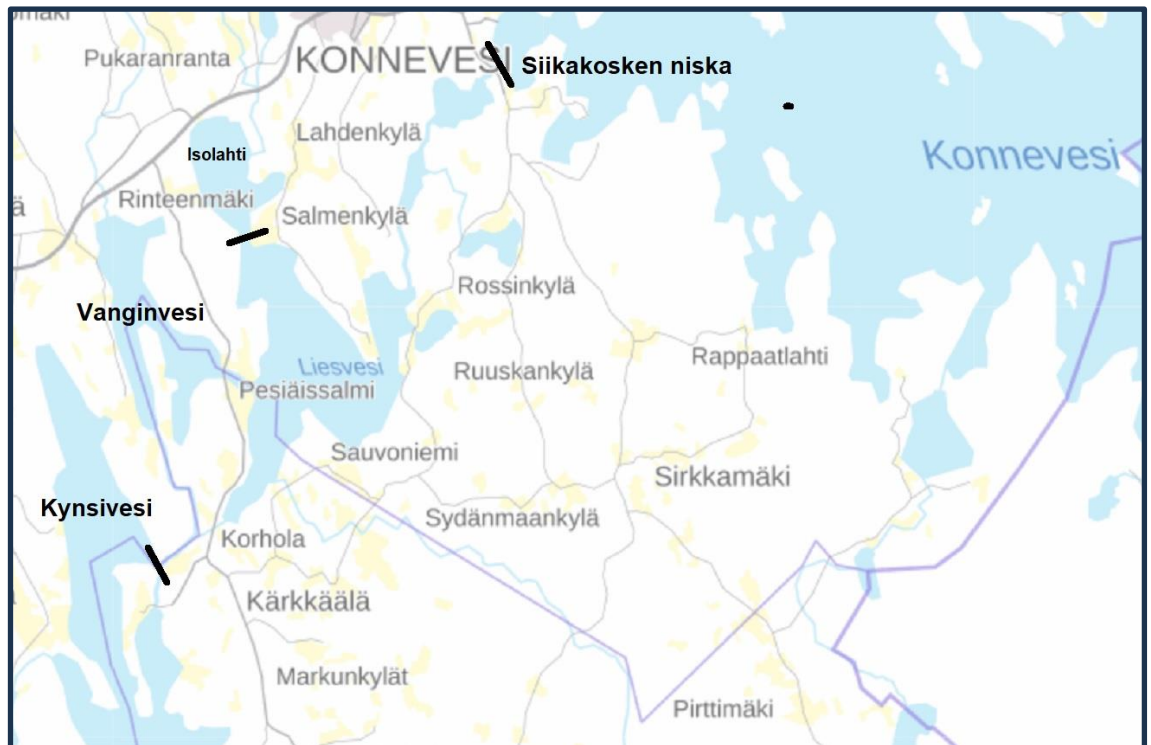 Pukaranranta
KONNEVESI
Siikakosken niska
Lahdenkylä
Isolahti
Konnevesi
Rinteenmäki
Salmenkylä
Rossinkylä
Vanginvesi
Liesvesi
Rappaatlahti
Ruuskankylä
Pesiäissalmi
Sauvoniemi
Sirkkamäki
Kynsivesi
Sydänmaankylä
Korhola
Kärkkäälä
Markunkylät
Pirttimäki